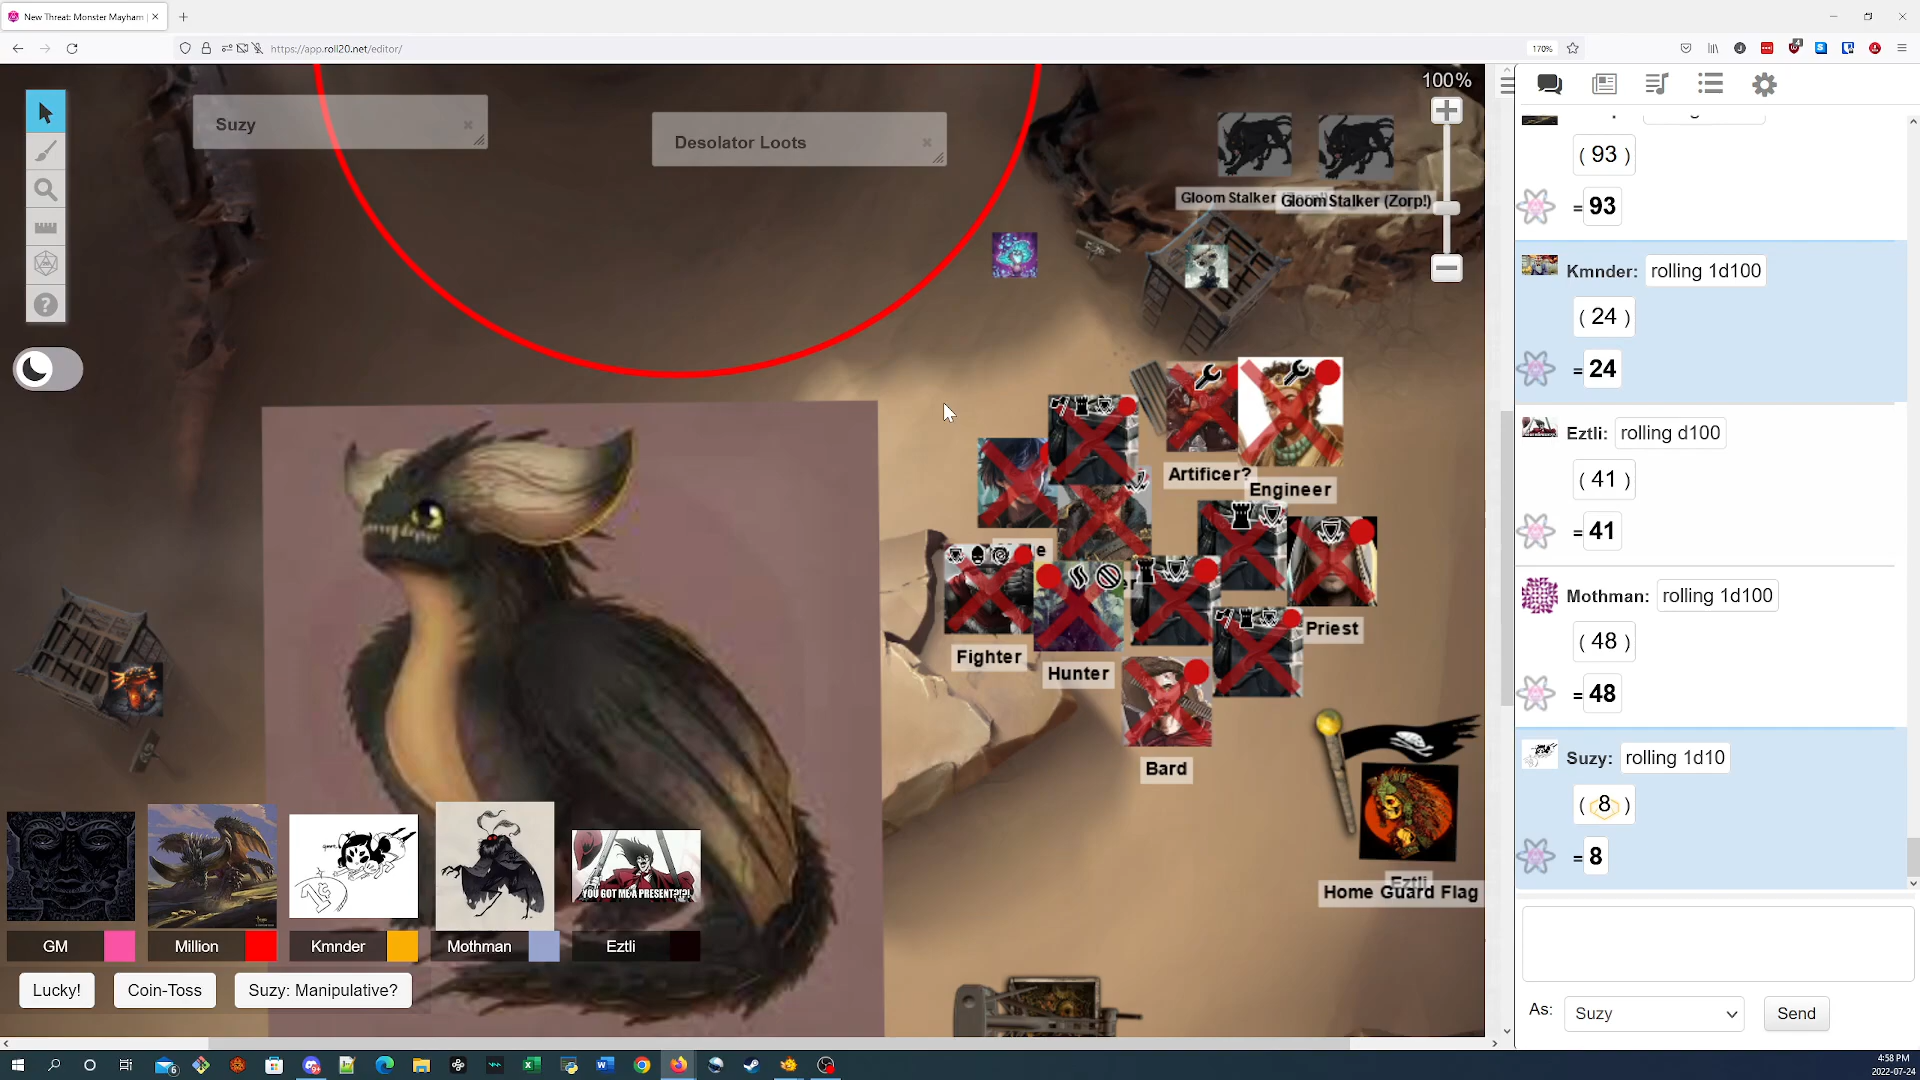 New Threat: Monster Mayham
https://app.roll20.net/editor/
170%
100%
Suzy
Desolator Loots
Gloom Stalker
Gloom Stalker (Zorp!)
Artificer?
Engineer
Fighter
Hunter
Priest
Bard
Eztli
Home Guard Flag
YOU GOT ME A PRESENT?!?!
GM
Million
Kmnder
Mothman
Eztli
Lucky!
Coin-Toss
Suzy: Manipulative?
( 93 )
= 93
Kmnder: rolling 1d100
( 24 )
= 24
Eztli: rolling d100
( 41 )
= 41
Mothman: rolling 1d100
( 48 )
= 48
Suzy: rolling 1d10
( 8 )
= 8
As: Suzy
Send
4:58 PM
2022-07-24